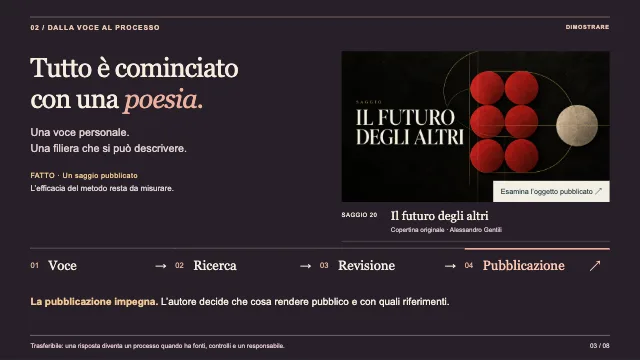 02 / DALLA VOCE AL PROCESSO
DIMOSTRARE
Tutto è cominciato
con una poesia.
Una voce personale.
Una filiera che si può descrivere.
FATTO · Un saggio pubblicato
L'efficacia del metodo resta da misurare.
SAGGIO
IL FUTURO
DEGLI ALTRI
Esamina l'oggetto pubblicato ↗
SAGGIO 20 Il futuro degli altri
Copertina originale · Alessandro Gentili
01 Voce → 02 Ricerca → 03 Revisione → 04 Pubblicazione ↗
La pubblicazione impegna. L'autore decide che cosa rendere pubblico e con quali riferimenti.
Trasferibile: una risposta diventa un processo quando ha fonti, controlli e un responsabile.
03 / 08